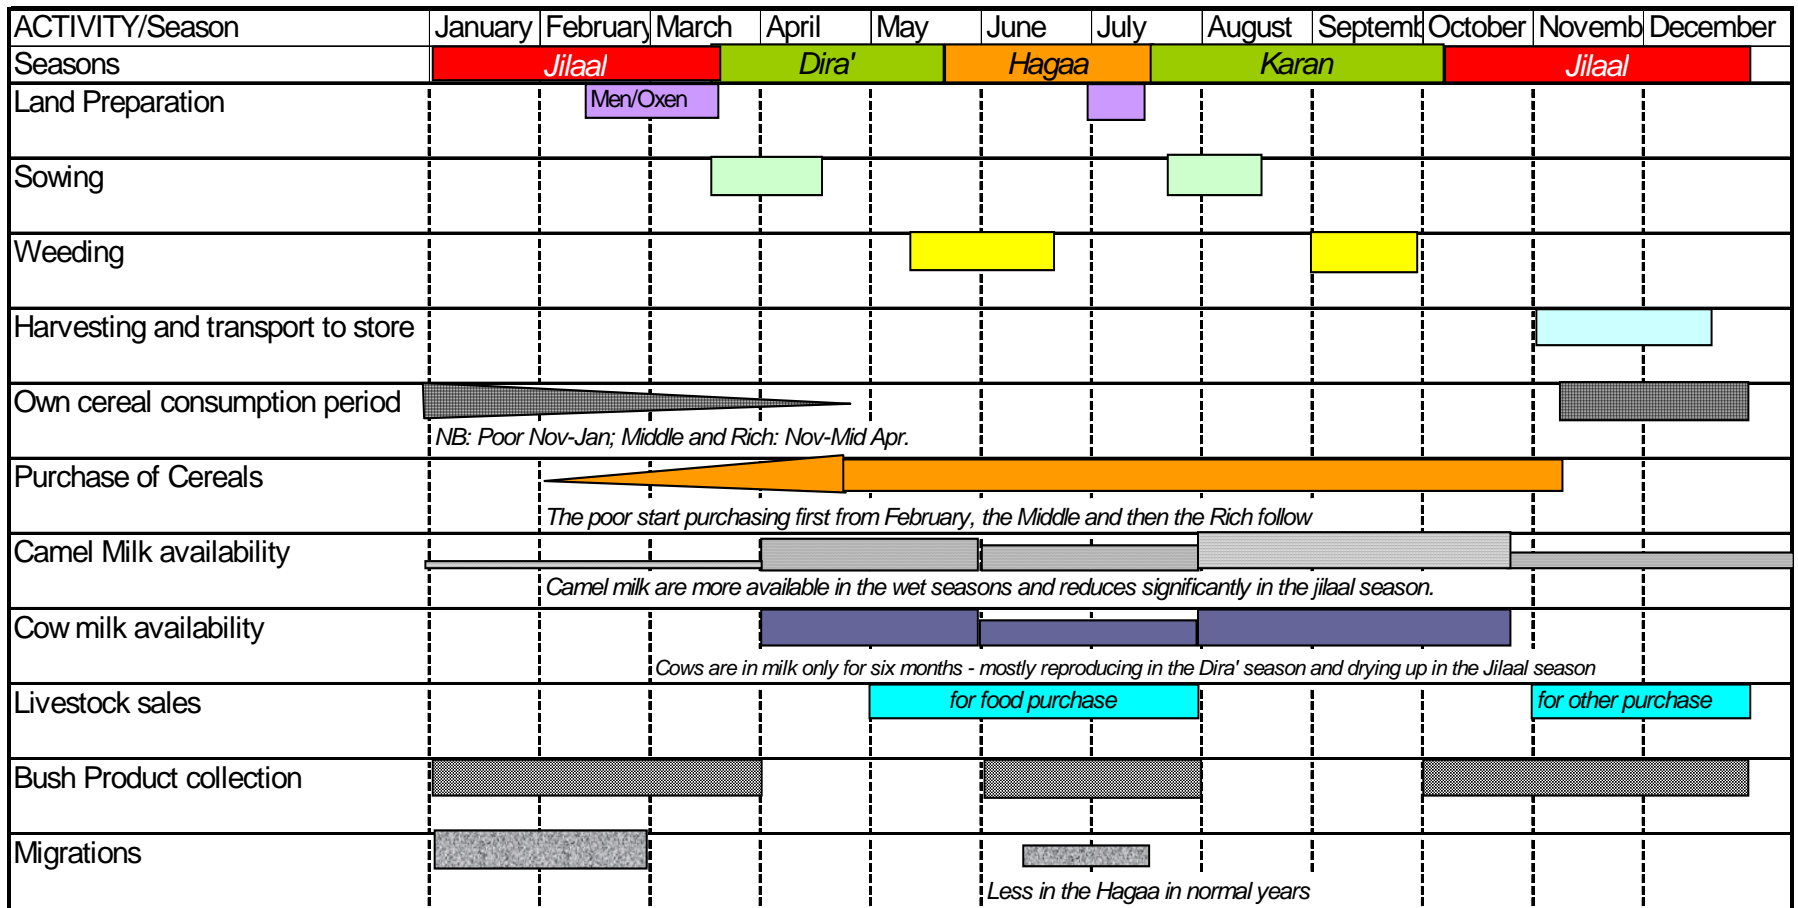 ACTIVITY/Season January February March April May June July August Septemb October Novemb December
Seasons Jilaal Dira' Hagaa Karan Jilaal
Land Preparation Men/Oxen
Sowing
Weeding
Harvesting and transport to store
Own cereal consumption period
NB: Poor Nov-Jan; Middle and Rich: Nov-Mid Apr.
Purchase of Cereals
The poor start purchasing first from February, the Middle and then the Rich follow
Camel Milk availability
Camel milk are more available in the wet seasons and reduces significantly in the jilaal season.
Cow milk availability
Cows are in milk only for six months - mostly reproducing in the Dira' season and drying up in the Jilaal season
Livestock sales for food purchase for other purchase
Bush Product collection
Migrations
Less in the Hagaa in normal years